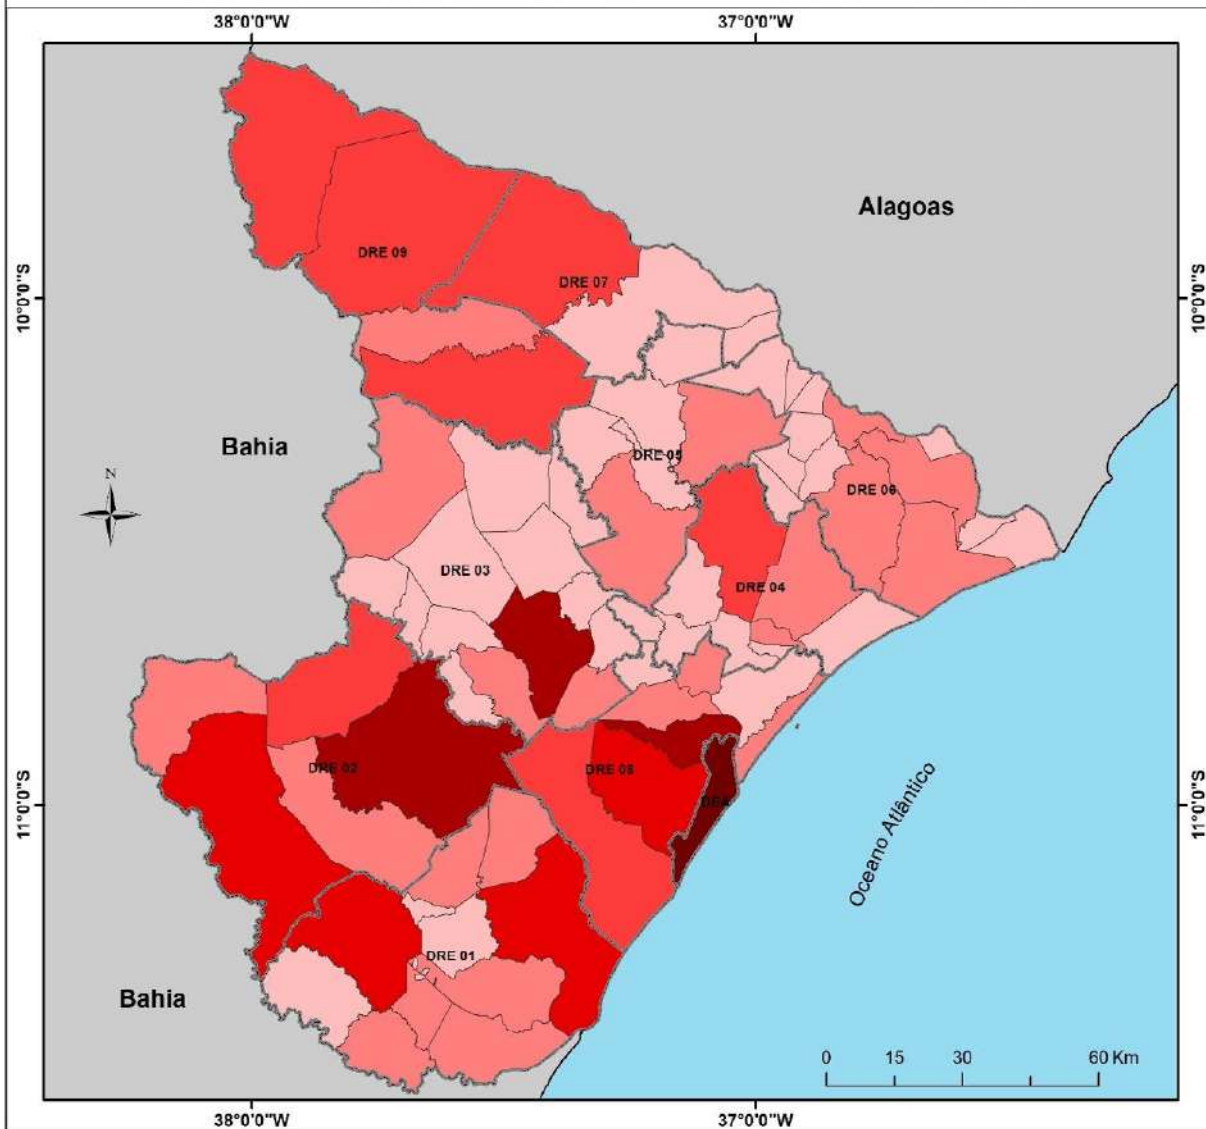 38°0'0"W 37°0'0"W
Alagoas
DRE 09
DRE 07
10°0'0"S 10°0'0"S
Bahia
DRE 05
N
DRE 06
DRE 03
DRE 04
DRE 02
DRE 08
DEA
11°0'0"S 11°0'0"S
Oceano Atlântico
DRE 01
Bahia
0 15 30 60 Km
38°0'0"W 37°0'0"W